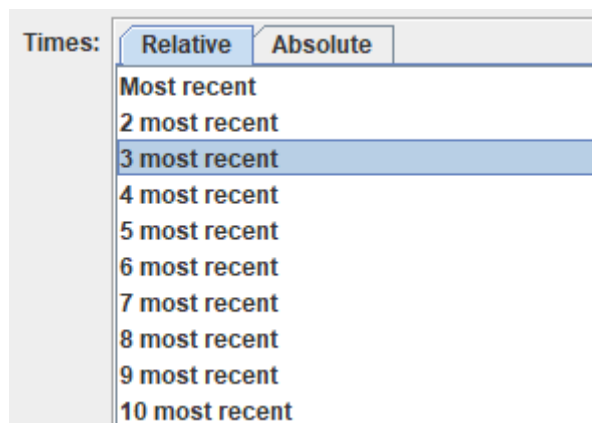 Times: Relative Absolute
Most recent
2 most recent
3 most recent
4 most recent
5 most recent
6 most recent
7 most recent
8 most recent
9 most recent
10 most recent